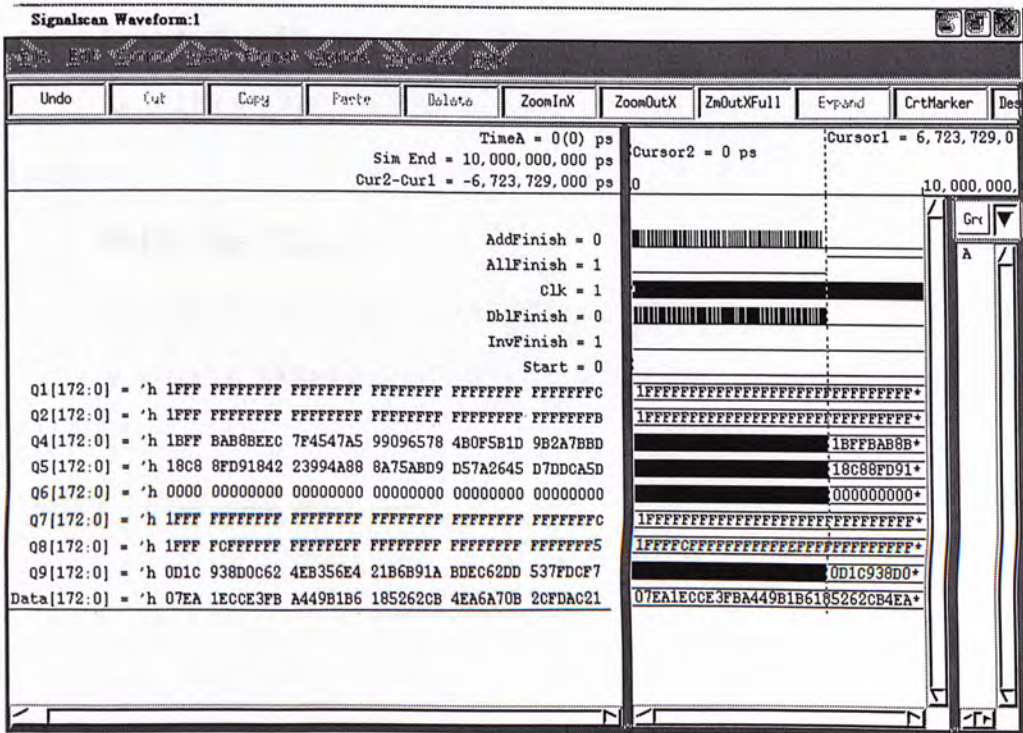 Signalscan Waveform:1
Undo Cut Copy Paste Delete ZoomInX ZoomOutX ZmOutXFull Expand CrtMarker Des
TimeA = 0(0) ps
Sim End = 10,000,000,000 ps
Cur2-Cur1 = -6,723,729,000 ps
Cursor1 = 6,723,729,0
Cursor2 = 0 ps
0 10,000,000,
Grc
A
AddFinish = 0
AllFinish = 1
Clk = 1
DblFinish = 0
InvFinish = 1
Start = 0
Q1[172:0] = 'h 1FFF FFFFFFFF FFFFFFFF FFFFFFFF FFFFFFFF FFFFFFFC 1FFFFFFFFFFFFFFFFFFFFFFFFFFFFFFF*
Q2[172:0] = 'h 1FFF FFFFFFFF FFFFFFFF FFFFFFFF FFFFFFFF FFFFFFFB 1FFFFFFFFFFFFFFFFFFFFFFFFFFFFFFF*
Q4[172:0] = 'h 1BFF BAB8BEEC 7F4547A5 99096578 4B0F5B1D 9B2A7BBD 1BFFBAB8B*
Q5[172:0] = 'h 18C8 8FD91842 23994A88 8A75ABD9 D57A2645 D7DDCA5D 18C88FD91*
Q6[172:0] = 'h 0000 00000000 00000000 00000000 00000000 00000000 000000000*
Q7[172:0] = 'h 1FFF FFFFFFFF FFFFFFFF FFFFFFFF FFFFFFFF FFFFFFFC 1FFFFFFFFFFFFFFFFFFFFFFFFFFFFFFF*
Q8[172:0] = 'h 1FFF FCFFFFFF FFFFFEFF FFFFFFFF FFFFFFFF FFFFFFF5 1FFFFCFFFFFFFFFFFEFFFFFFFFFFFFFF*
Q9[172:0] = 'h 0D1C 938D0C62 4EB356E4 21B6B91A BDEC62DD 537FDCF7 0D1C938D0*
Data[172:0] = 'h 07EA 1ECCE3FB A449B1B6 185262CB 4EA6A70B 2CFDAC21 07EA1ECCE3FBA449B1B6185262CB4EA*